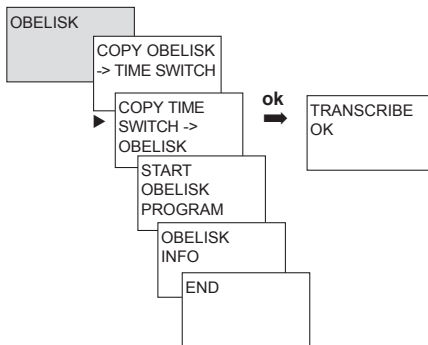 OBELISK
COPY OBELISK
-> TIME SWITCH
COPY TIME
SWITCH ->
OBELISK
ok
TRANSCRIBE
OK
START
OBELISK
PROGRAM
OBELISK
INFO
END